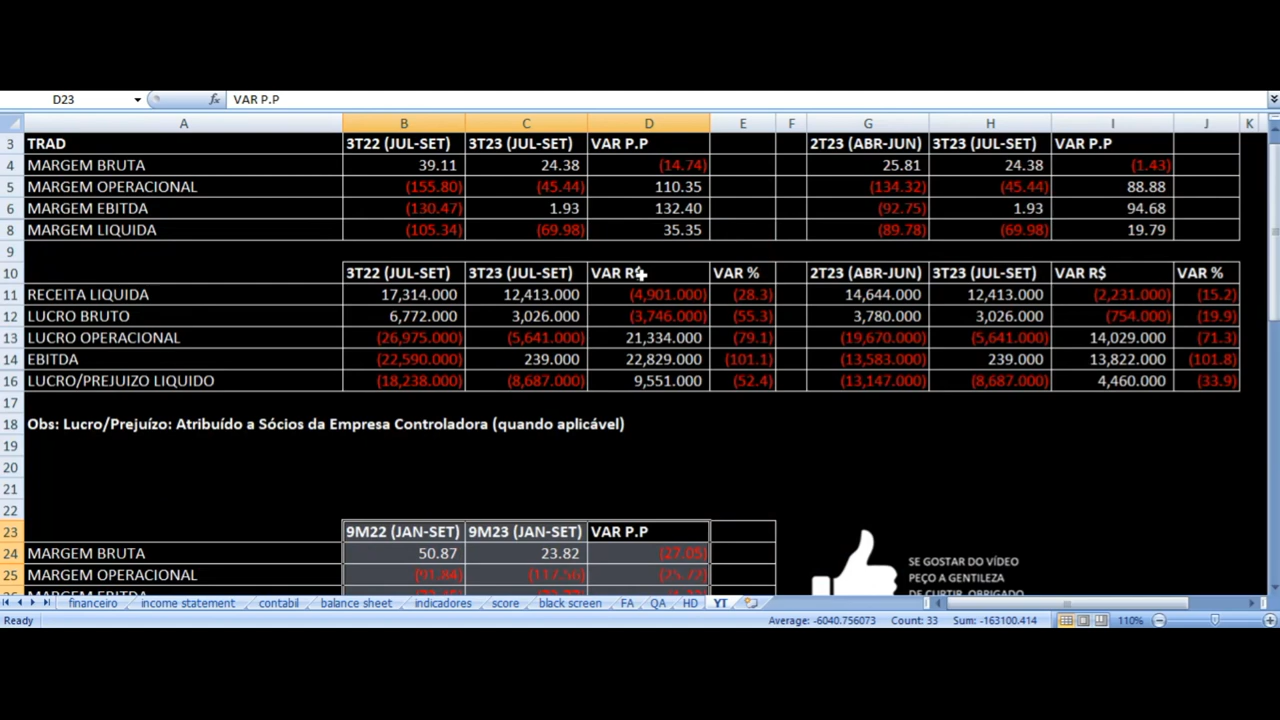 D23 fx VAR P.P
A B C D E F G H I J K
3 TRAD 3T22 (JUL-SET) 3T23 (JUL-SET) VAR P.P 2T23 (ABR-JUN) 3T23 (JUL-SET) VAR P.P
4 MARGEM BRUTA 39.11 24.38 (14.74) 25.81 24.38 (1.43)
5 MARGEM OPERACIONAL (155.80) (45.44) 110.35 (134.32) (45.44) 88.88
6 MARGEM EBITDA (130.47) 1.93 132.40 (92.75) 1.93 94.68
8 MARGEM LIQUIDA (105.34) (69.98) 35.35 (89.78) (69.98) 19.79
9
10 3T22 (JUL-SET) 3T23 (JUL-SET) VAR R$ VAR % 2T23 (ABR-JUN) 3T23 (JUL-SET) VAR R$ VAR %
11 RECEITA LIQUIDA 17,314.000 12,413.000 (4,901.000) (28.3) 14,644.000 12,413.000 (2,231.000) (15.2)
12 LUCRO BRUTO 6,772.000 3,026.000 (3,746.000) (55.3) 3,780.000 3,026.000 (754.000) (19.9)
13 LUCRO OPERACIONAL (26,975.000) (5,641.000) 21,334.000 (79.1) (19,670.000) (5,641.000) 14,029.000 (71.3)
14 EBITDA (22,590.000) 239.000 22,829.000 (101.1) (13,583.000) 239.000 13,822.000 (101.8)
16 LUCRO/PREJUIZO LIQUIDO (18,238.000) (8,687.000) 9,551.000 (52.4) (13,147.000) (8,687.000) 4,460.000 (33.9)
17
18 Obs: Lucro/Prejuízo: Atribuído a Sócios da Empresa Controladora (quando aplicável)
19
20
21
22
23 9M22 (JAN-SET) 9M23 (JAN-SET) VAR P.P
24 MARGEM BRUTA 50.87 23.82 (27.05)
25 MARGEM OPERACIONAL (91.84) (117.56) (25.72)
SE GOSTAR DO VÍDEO
PEÇO A GENTILEZA
DE CURTIR. OBRIGADO
26 MARGEM EBITDA
financeiro income statement contabil balance sheet indicadores score black screen FA QA HD YT
Ready Average: -6040.756073 Count: 33 Sum: -163100.414 110%